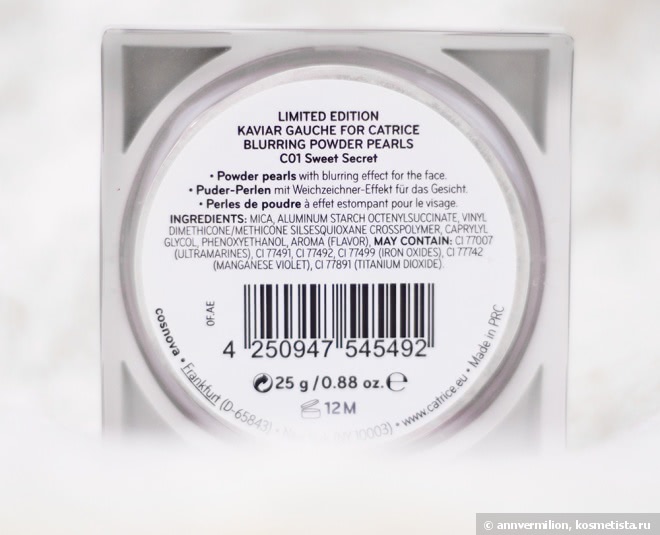 LIMITED EDITION
KAVIAR GAUCHE FOR CATRICE
BLURRING POWDER PEARLS
C01 Sweet Secret
• Powder pearls with blurring effect for the face.
• Puder-Perlen mit Weichzeichner-Effekt für das Gesicht.
• Perles de poudre à effet estompant pour le visage.
INGREDIENTS: MICA, ALUMINUM STARCH OCTENYLSUCCINATE, VINYL
DIMETHICONE/METHICONE SILSESQUIOXANE CROSSPOLYMER, CAPRYLYL
GLYCOL, PHENOXYETHANOL, AROMA (FLAVOR), MAY CONTAIN: CI 77007
(ULTRAMARINES), CI 77491, CI 77492, CI 77499 (IRON OXIDES), CI 77742
(MANGANESE VIOLET), CI 77891 (TITANIUM DIOXIDE).
0F.AE
4 250947 545492
25 g / 0.88 oz. e
12 M
cosnova • Frankfurt (D-65843) • 10003) • www.catrice.eu • Made in PRC
© annvermilion, kosmetista.ru